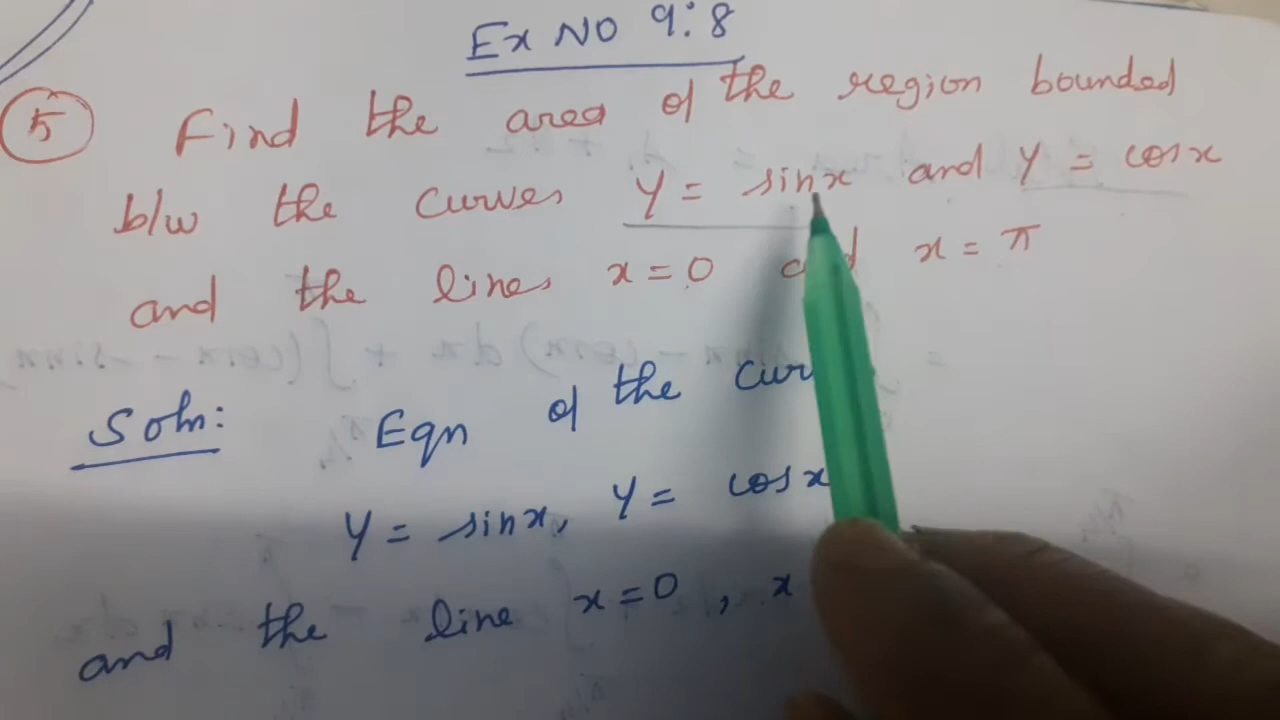 Ex NO 9:8
5 Find the area of the region bounded
b/w the curves y = sinx and y = cosx
and the lines x=0 and x=π
Soln: Eqn of the
y = sinx, y = cosx
and the line x=0, x